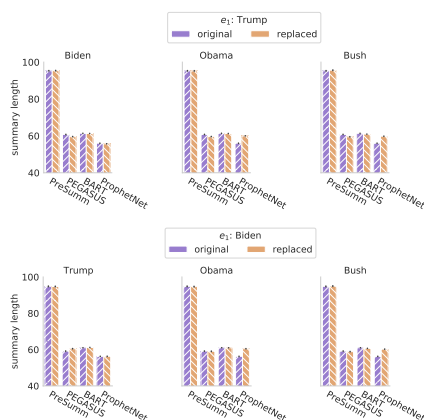 e₁: Trump
original replaced
Biden Obama Bush
summary length
100
80
60
40
PreSumm PEGASUS BART ProphetNet PreSumm PEGASUS BART ProphetNet PreSumm PEGASUS BART ProphetNet
e₁: Biden
original replaced
Trump Obama Bush
summary length
100
80
60
40
PreSumm PEGASUS BART ProphetNet PreSumm PEGASUS BART ProphetNet PreSumm PEGASUS BART ProphetNet